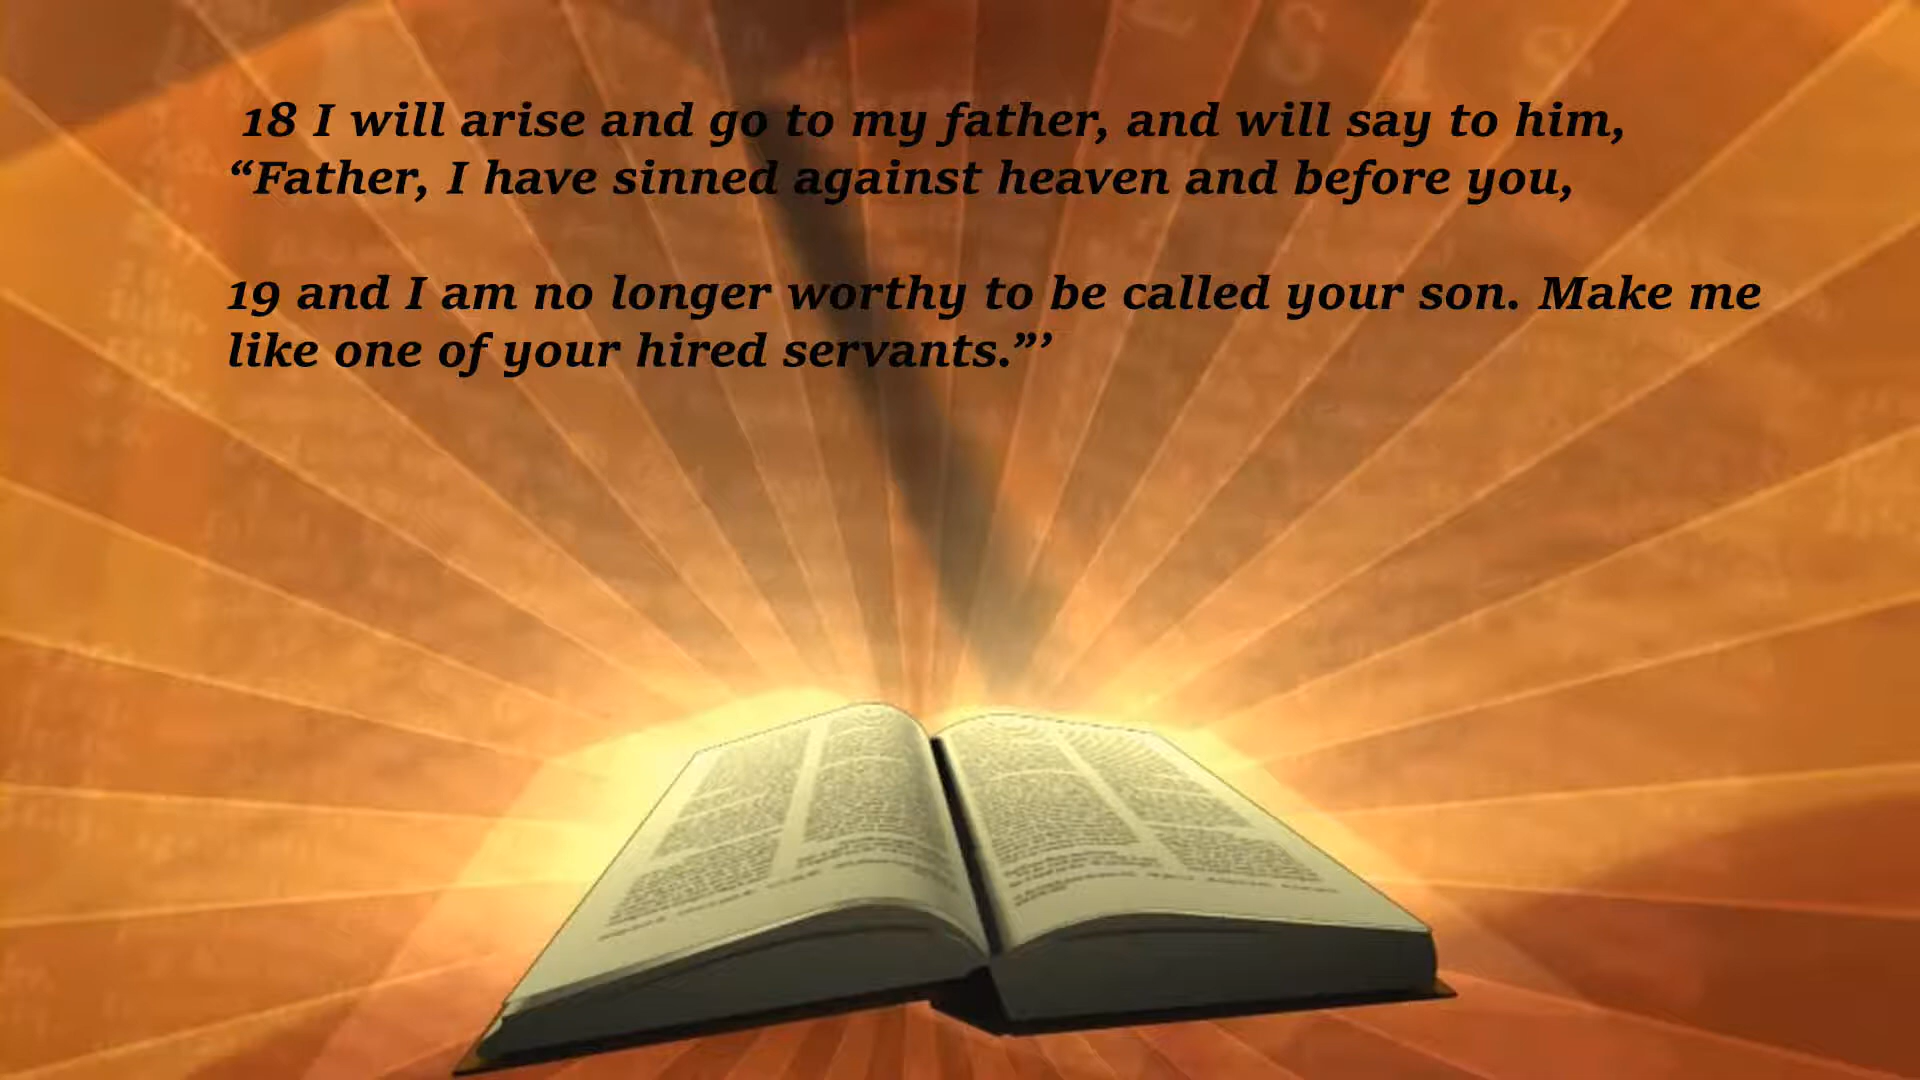 18 I will arise and go to my father, and will say to him,
“Father, I have sinned against heaven and before you,
19 and I am no longer worthy to be called your son. Make me
like one of your hired servants.”’